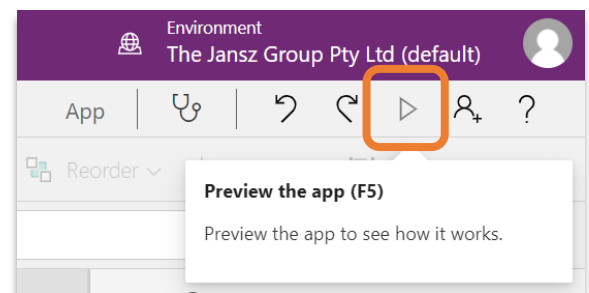 Environment
The Jansz Group Pty Ltd (default)
App
?
Reorder
Preview the app (F5)
Preview the app to see how it works.